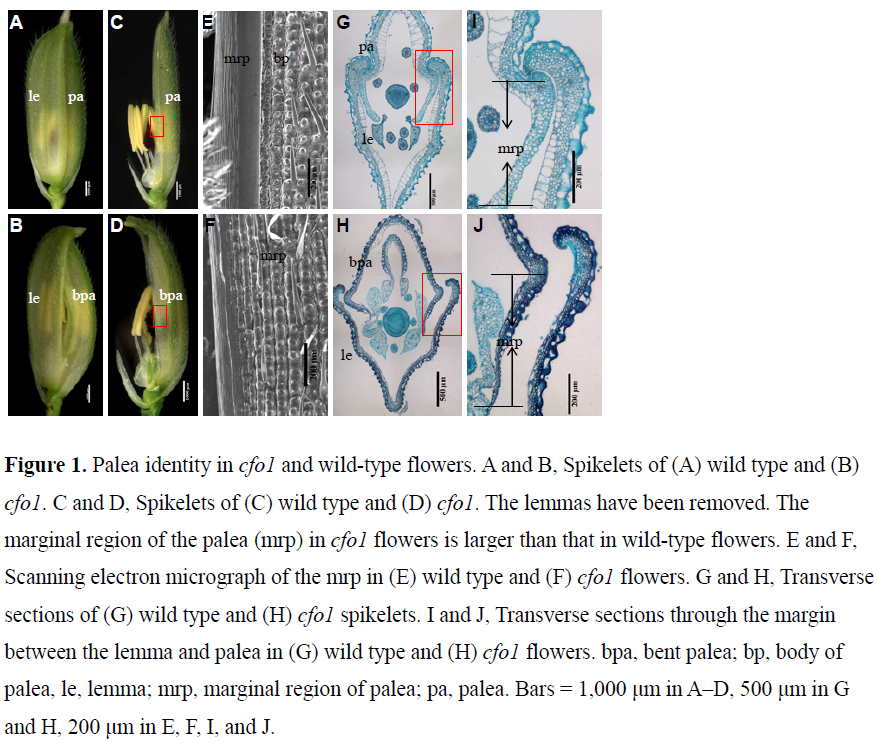 A
C
E
G
I
le
pa
pa
mrp
bp
pa
le
mrp
200 μm
B
D
F
H
J
le
bpa
bpa
mrp
200 μm
bpa
le
500 μm
mrp
200 μm
Figure 1. Palea identity in cfo1 and wild-type flowers. A and B, Spikelets of (A) wild type and (B)
cfo1. C and D, Spikelets of (C) wild type and (D) cfo1. The lemmas have been removed. The
marginal region of the palea (mrp) in cfo1 flowers is larger than that in wild-type flowers. E and F,
Scanning electron micrograph of the mrp in (E) wild type and (F) cfo1 flowers. G and H, Transverse
sections of (G) wild type and (H) cfo1 spikelets. I and J, Transverse sections through the margin
between the lemma and palea in (G) wild type and (H) cfo1 flowers. bpa, bent palea; bp, body of
palea, le, lemma; mrp, marginal region of palea; pa, palea. Bars = 1,000 μm in A–D, 500 μm in G
and H, 200 μm in E, F, I, and J.